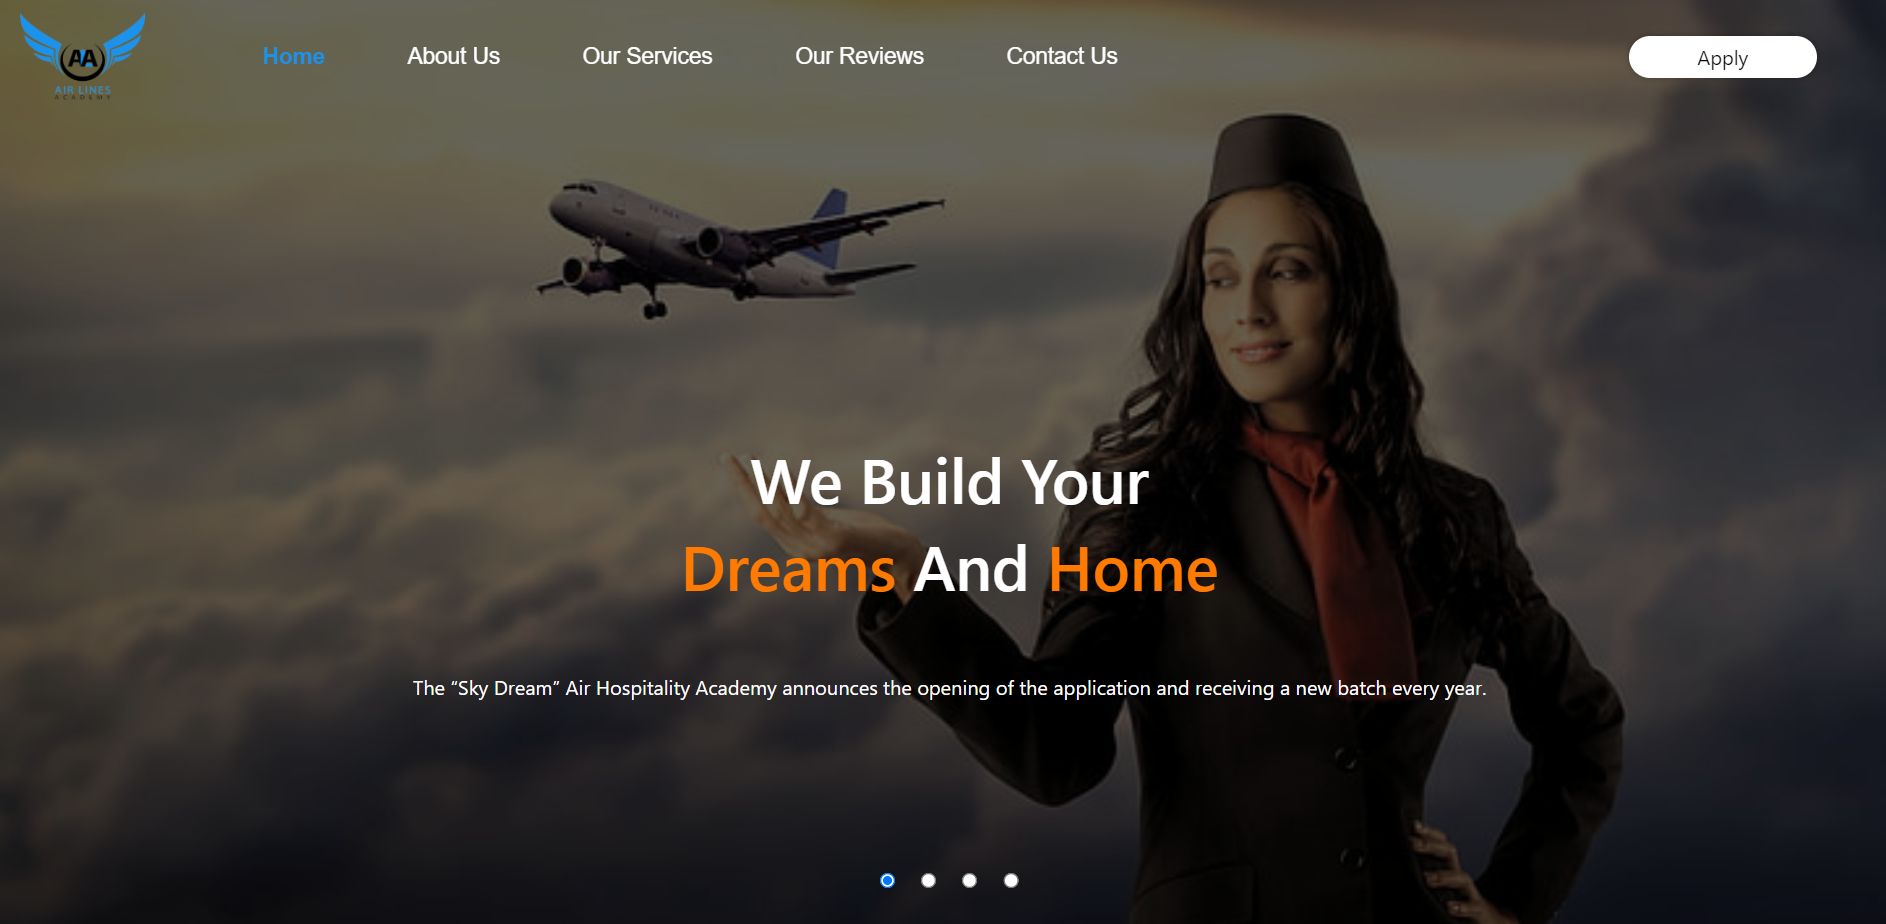 AA
AIR LINES
ACADEMY
Home
About Us
Our Services
Our Reviews
Contact Us
Apply
We Build Your
Dreams And Home
The “Sky Dream” Air Hospitality Academy announces the opening of the application and receiving a new batch every year.